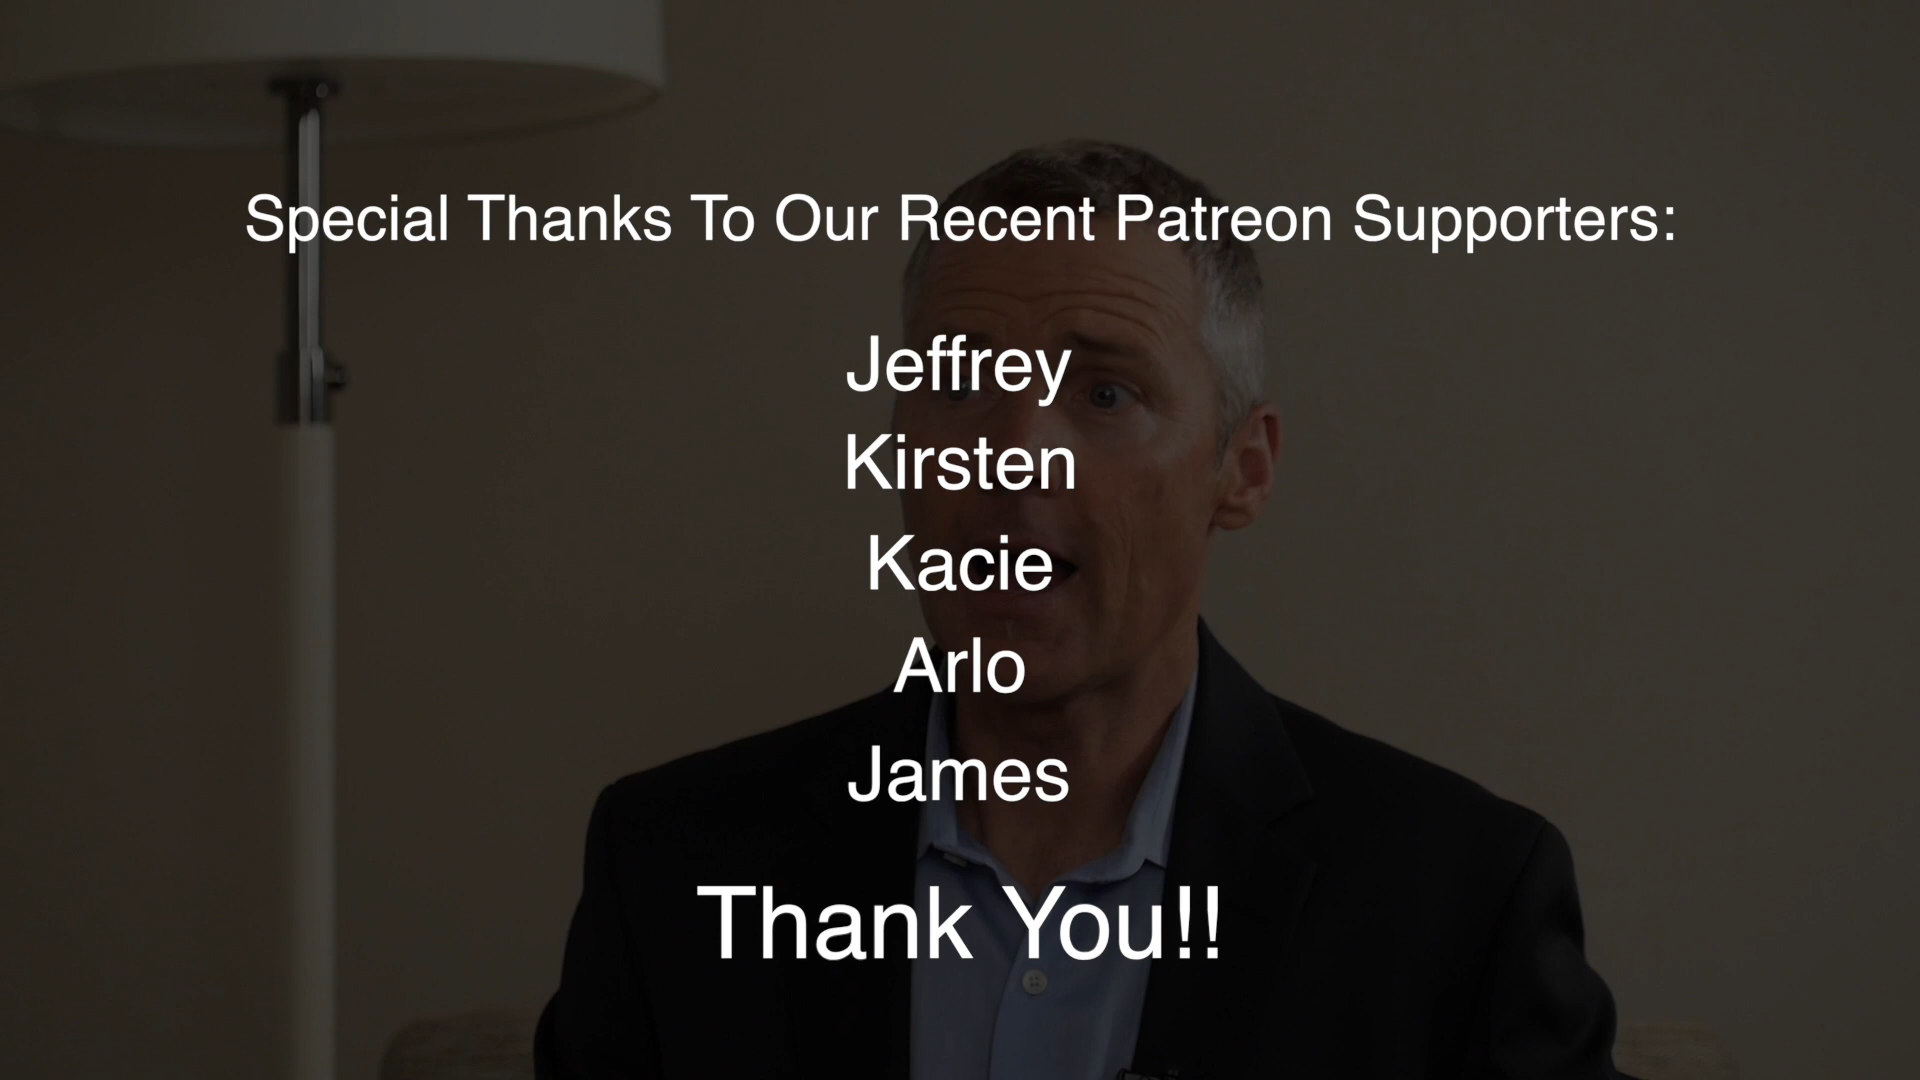 Special Thanks To Our Recent Patreon Supporters:
Jeffrey
Kirsten
Kacie
Arlo
James
Thank You!!